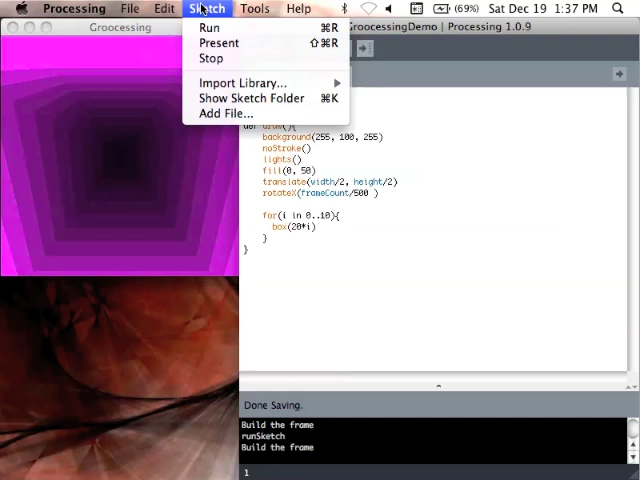 Processing File Edit Sketch Tools Help (69%) Sat Dec 19 1:37 PM
Groocessing
GroocessingDemo | Processing 1.0.9
Run ⌘R
Present ⇧⌘R
Stop
Import Library...
Show Sketch Folder ⌘K
Add File...
def draw(){
background(255, 100, 255)
noStroke()
lights()
fill(0, 50)
translate(width/2, height/2)
rotateX(frameCount/500 )
for(i in 0..10){
box(20*i)
}
}
Done Saving.
Build the frame
runSketch
Build the frame
1